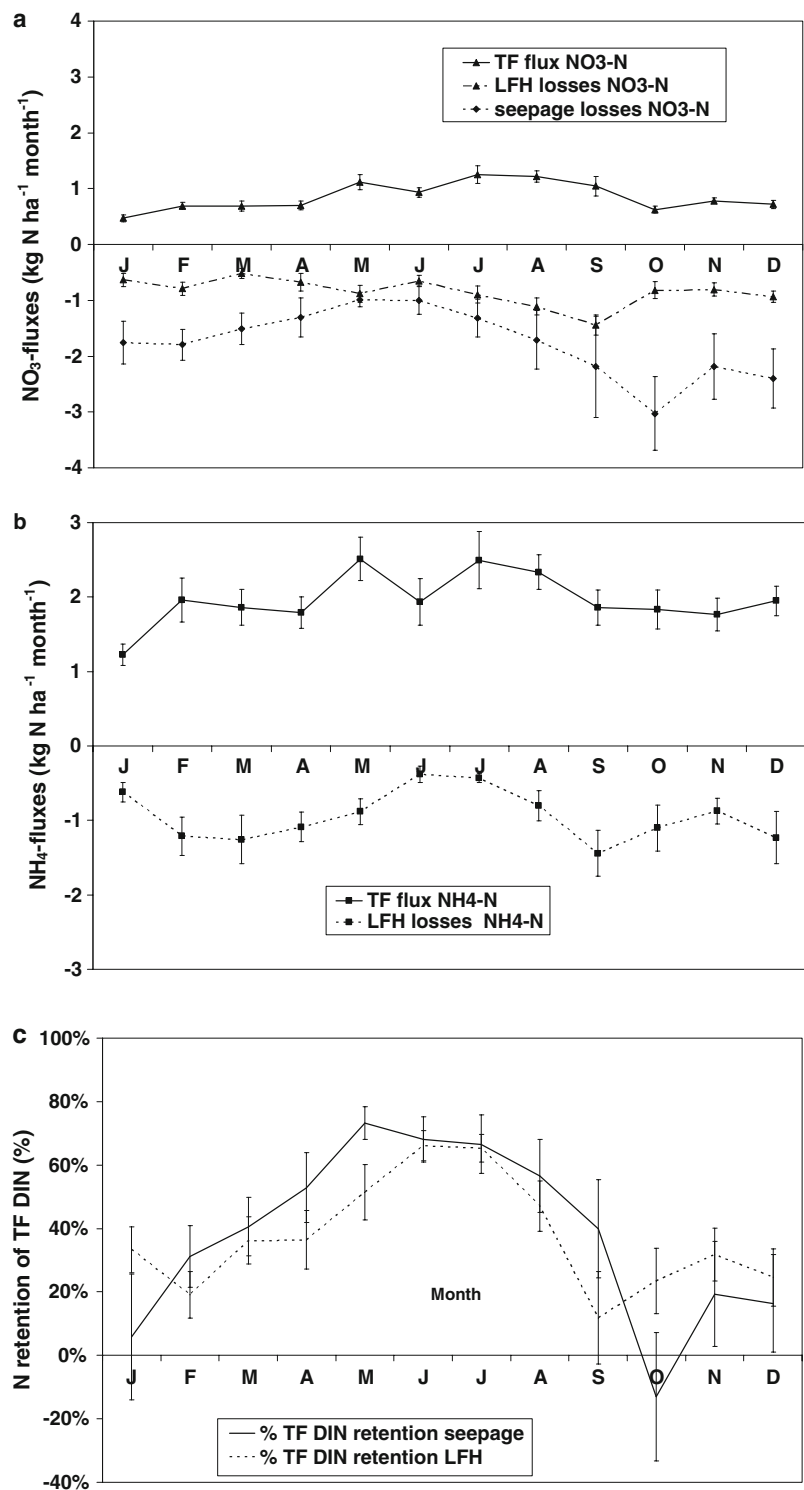 a
4
3
2
1
0
-1
-2
-3
-4
NO3-fluxes (kg N ha-1 month-1)
TF flux NO3-N
LFH losses NO3-N
seepage losses NO3-N
J F M A M J J A S O N D
b
3
2
1
0
-1
-2
-3
NH4-fluxes (kg N ha-1 month-1)
J F M A M J J A S O N D
TF flux NH4-N
LFH losses NH4-N
c
100%
80%
60%
40%
20%
0%
-20%
-40%
N retention of TF DIN (%)
Month
J F M A M J J A S O N D
% TF DIN retention seepage
% TF DIN retention LFH